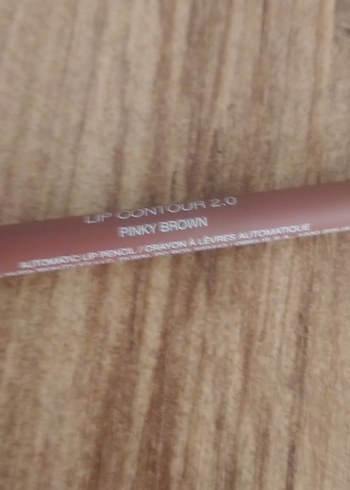 LIP CONTOUR 2.0
PINKY BROWN
AUTOMATIC LIP PENCIL / CRAYON À LÈVRES AUTOMATIQUE